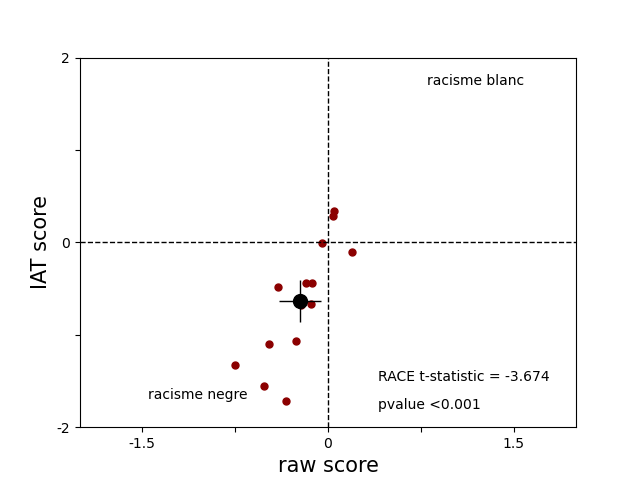 2
racisme blanc
IAT score
0
RACE t-statistic = -3.674
racisme negre
pvalue <0.001
-2
-1.5
0
1.5
raw score